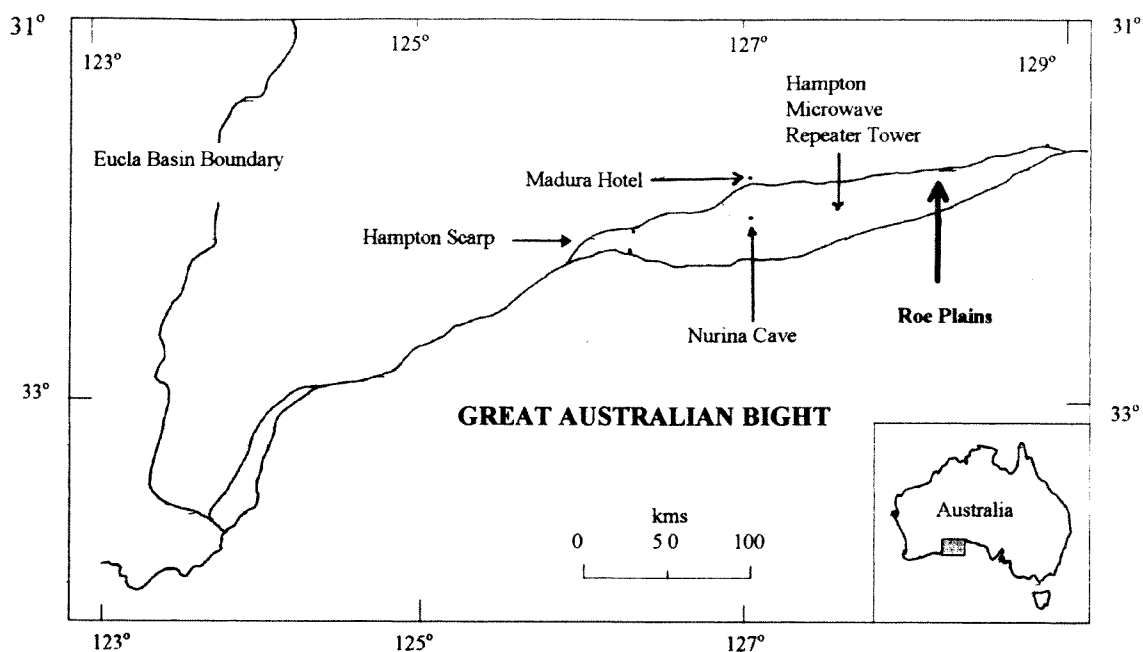 31°
31°
123°
125°
127°
129°
Hampton
Microwave
Repeater Tower
Eucla Basin Boundary
Madura Hotel
Hampton Scarp
Roe Plains
Nurina Cave
33°
33°
GREAT AUSTRALIAN BIGHT
Australia
kms
0 50 100
123°
125°
127°